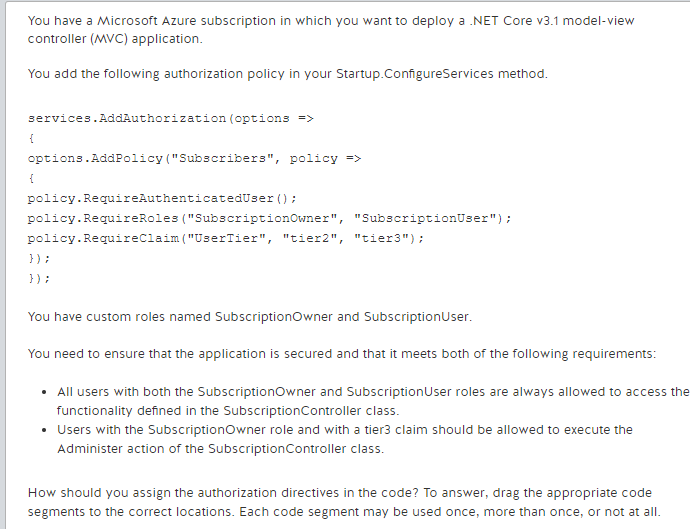 You have a Microsoft Azure subscription in which you want to deploy a .NET Core v3.1 model-view
controller (MVC) application.
You add the following authorization policy in your Startup.ConfigureServices method.
services.AddAuthorization(options =>
{
options.AddPolicy("Subscribers", policy =>
{
policy.RequireAuthenticatedUser();
policy.RequireRoles("SubscriptionOwner", "SubscriptionUser");
policy.RequireClaim("UserTier", "tier2", "tier3");
});
});
You have custom roles named SubscriptionOwner and SubscriptionUser.
You need to ensure that the application is secured and that it meets both of the following requirements:
• All users with both the SubscriptionOwner and SubscriptionUser roles are always allowed to access the
functionality defined in the SubscriptionController class.
• Users with the SubscriptionOwner role and with a tier3 claim should be allowed to execute the
Administer action of the SubscriptionController class.
How should you assign the authorization directives in the code? To answer, drag the appropriate code
segments to the correct locations. Each code segment may be used once, more than once, or not at all.